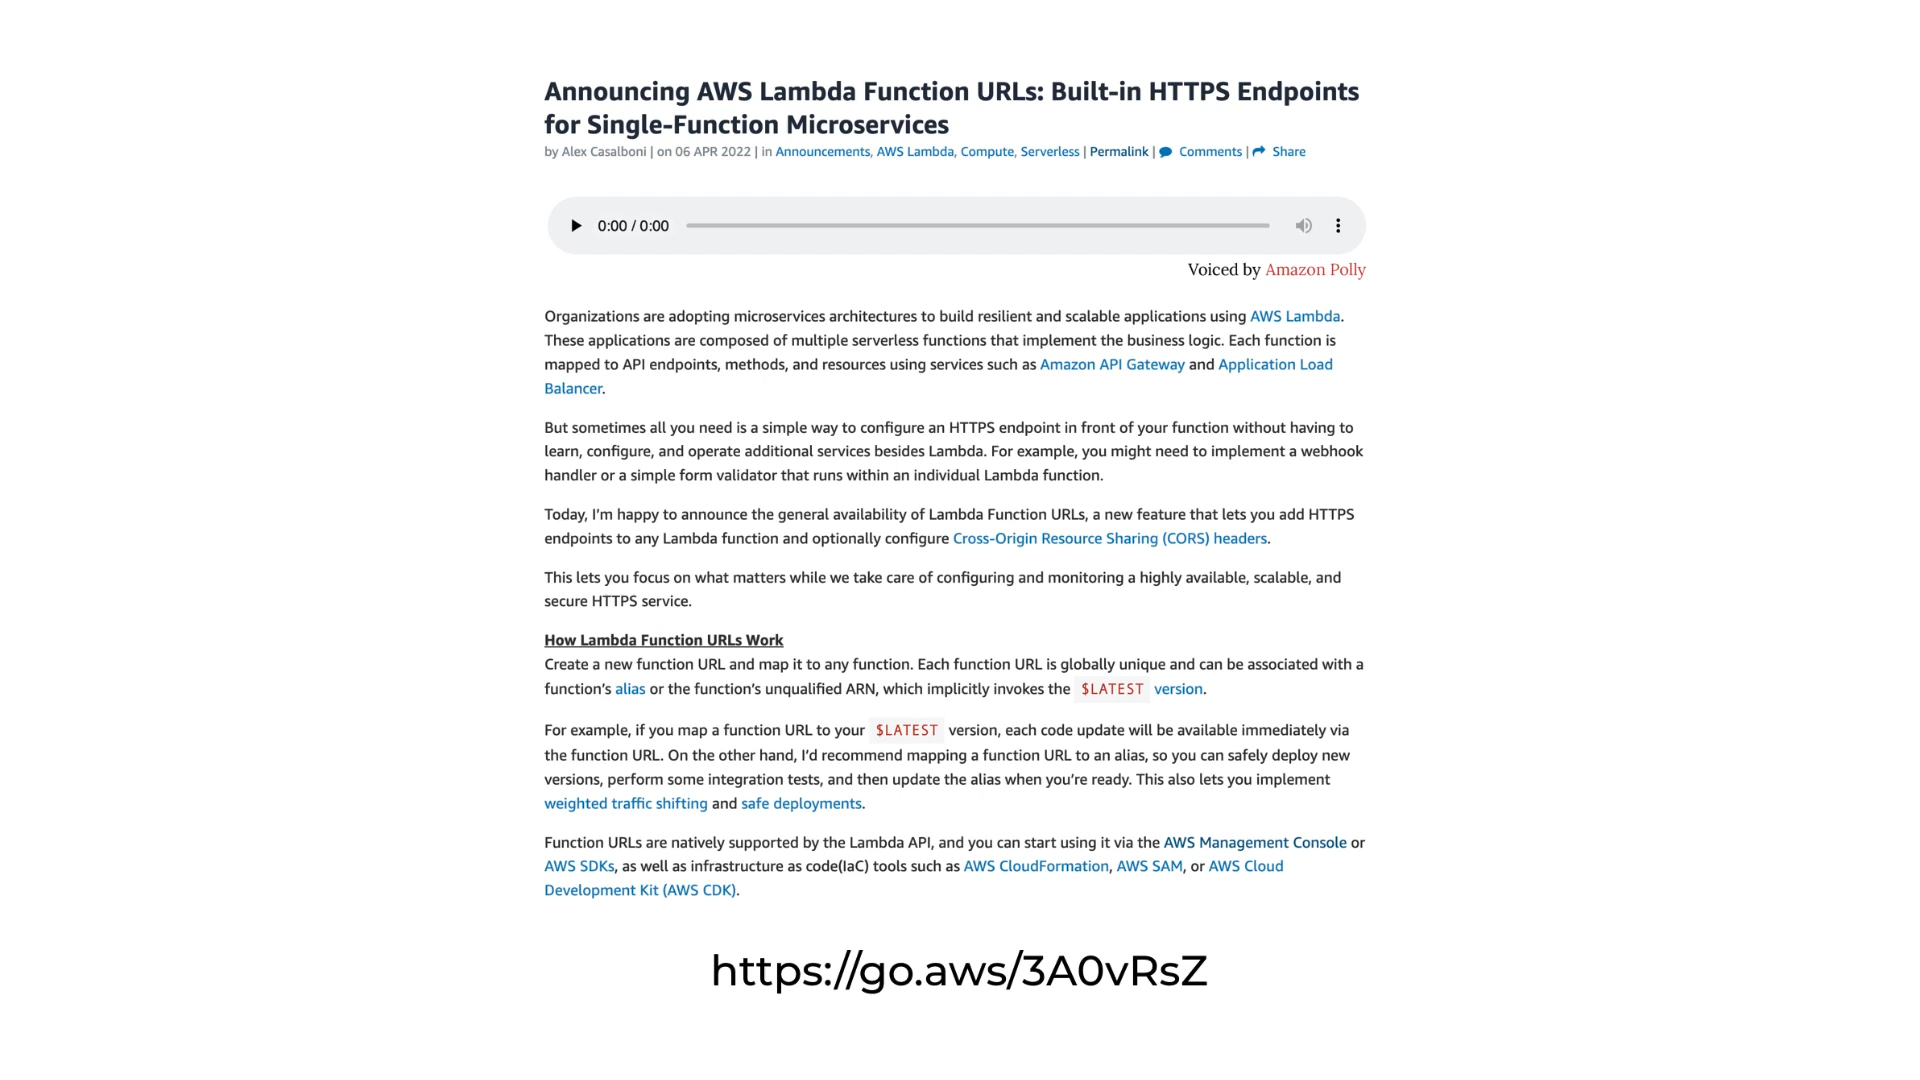 Announcing AWS Lambda Function URLs: Built-in HTTPS Endpoints
for Single-Function Microservices
by Alex Casalboni | on 06 APR 2022 | in Announcements, AWS Lambda, Compute, Serverless | Permalink | Comments | Share
0:00 / 0:00
Voiced by Amazon Polly
Organizations are adopting microservices architectures to build resilient and scalable applications using AWS Lambda.
These applications are composed of multiple serverless functions that implement the business logic. Each function is
mapped to API endpoints, methods, and resources using services such as Amazon API Gateway and Application Load
Balancer.
But sometimes all you need is a simple way to configure an HTTPS endpoint in front of your function without having to
learn, configure, and operate additional services besides Lambda. For example, you might need to implement a webhook
handler or a simple form validator that runs within an individual Lambda function.
Today, I’m happy to announce the general availability of Lambda Function URLs, a new feature that lets you add HTTPS
endpoints to any Lambda function and optionally configure Cross-Origin Resource Sharing (CORS) headers.
This lets you focus on what matters while we take care of configuring and monitoring a highly available, scalable, and
secure HTTPS service.
How Lambda Function URLs Work
Create a new function URL and map it to any function. Each function URL is globally unique and can be associated with a
function’s alias or the function’s unqualified ARN, which implicitly invokes the $LATEST version.
For example, if you map a function URL to your $LATEST version, each code update will be available immediately via
the function URL. On the other hand, I’d recommend mapping a function URL to an alias, so you can safely deploy new
versions, perform some integration tests, and then update the alias when you’re ready. This also lets you implement
weighted traffic shifting and safe deployments.
Function URLs are natively supported by the Lambda API, and you can start using it via the AWS Management Console or
AWS SDKs, as well as infrastructure as code(IaC) tools such as AWS CloudFormation, AWS SAM, or AWS Cloud
Development Kit (AWS CDK).
https://go.aws/3A0vRsZ